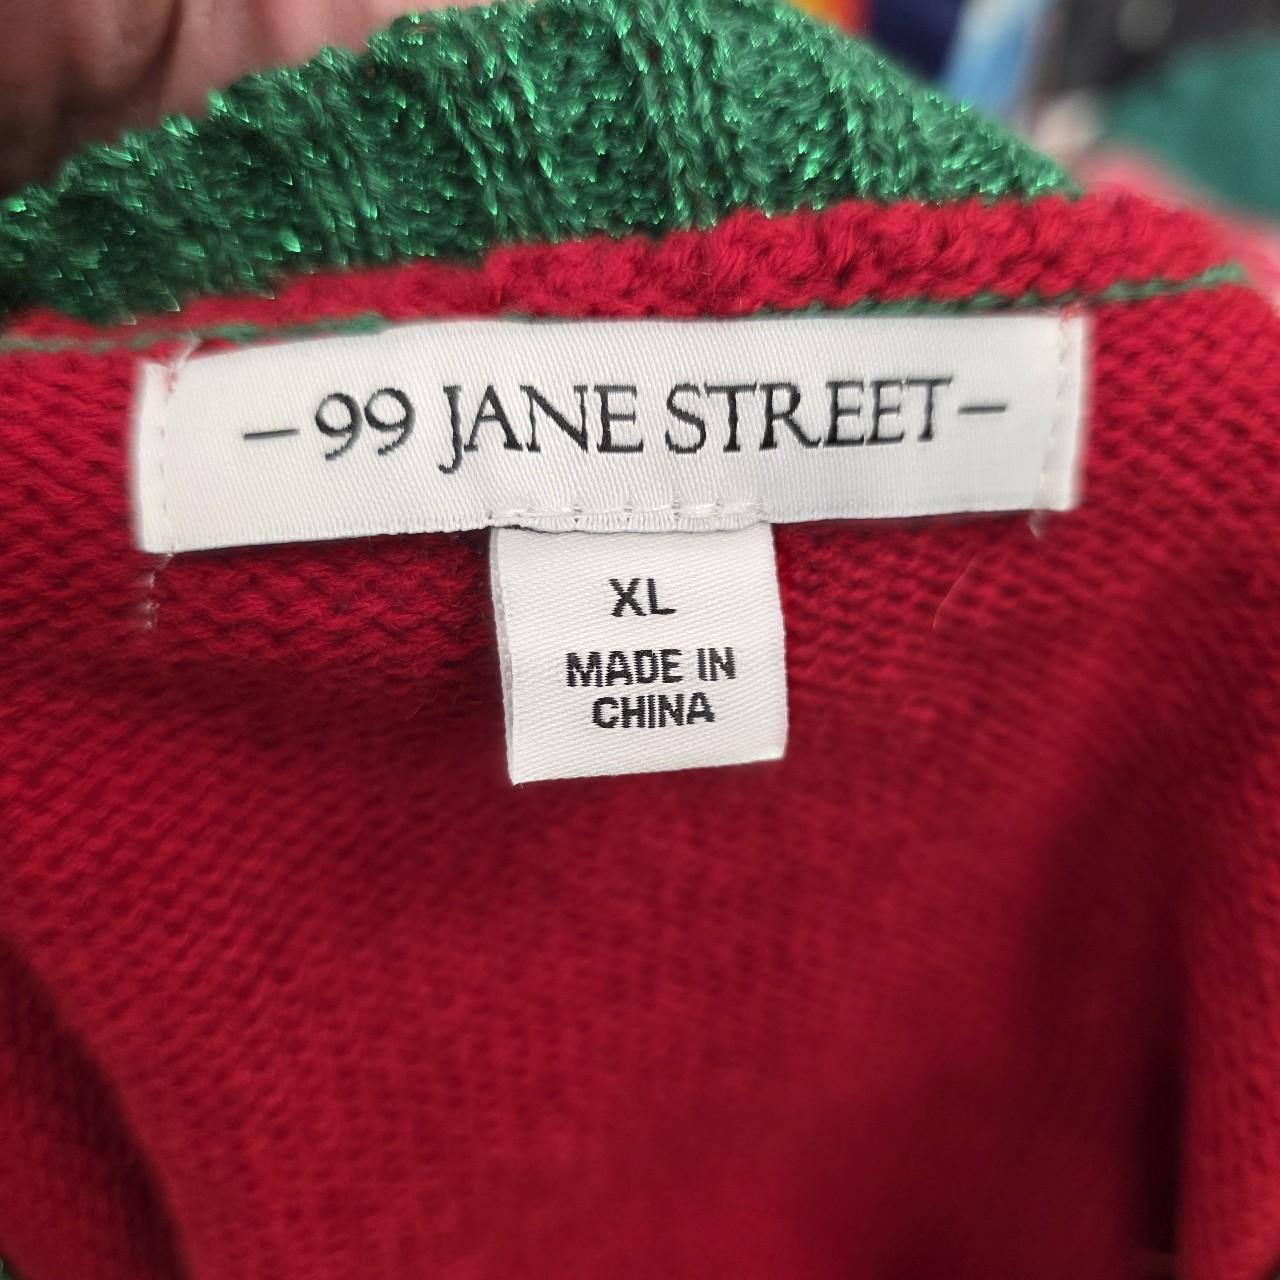 –99 JANE STREET–
XL
MADE IN
CHINA